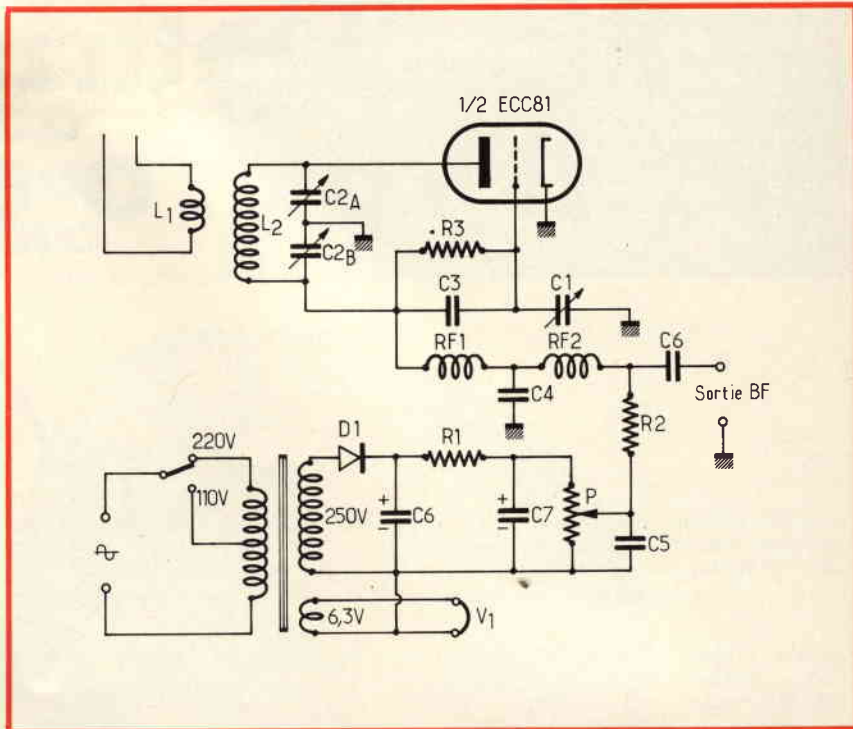 1/2 ECC81
L1
L2
C2A
C2B
R3
C3
C1
RF1
RF2
C6
C4
Sortie BF
R2
220V
110V
D1
R1
250V
+
–
C6
+
–
C7
P
C5
6,3V
V1